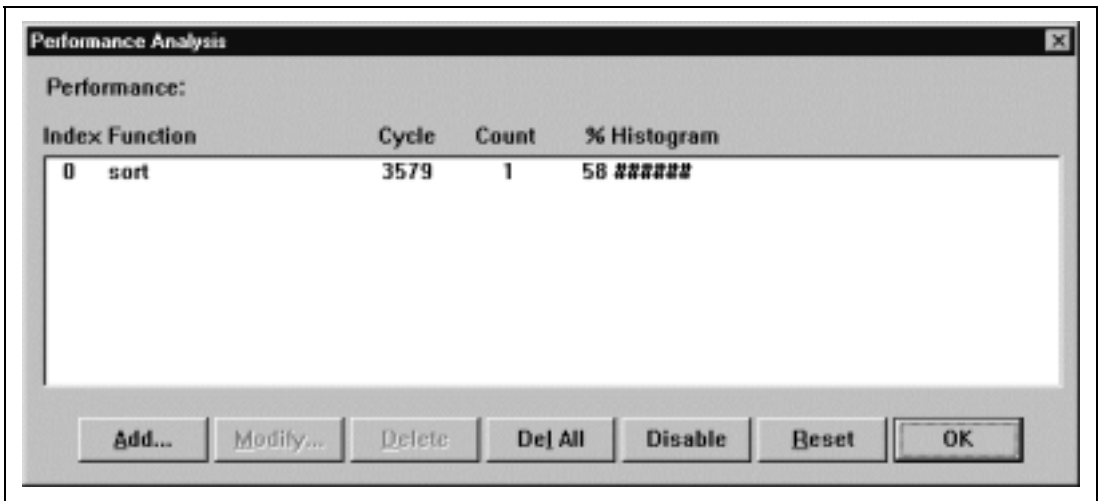 Performance Analysis
Performance:
Index Function Cycle Count % Histogram
0 sort 3579 1 58 ######
Add... Modify... Delete Del All Disable Reset OK